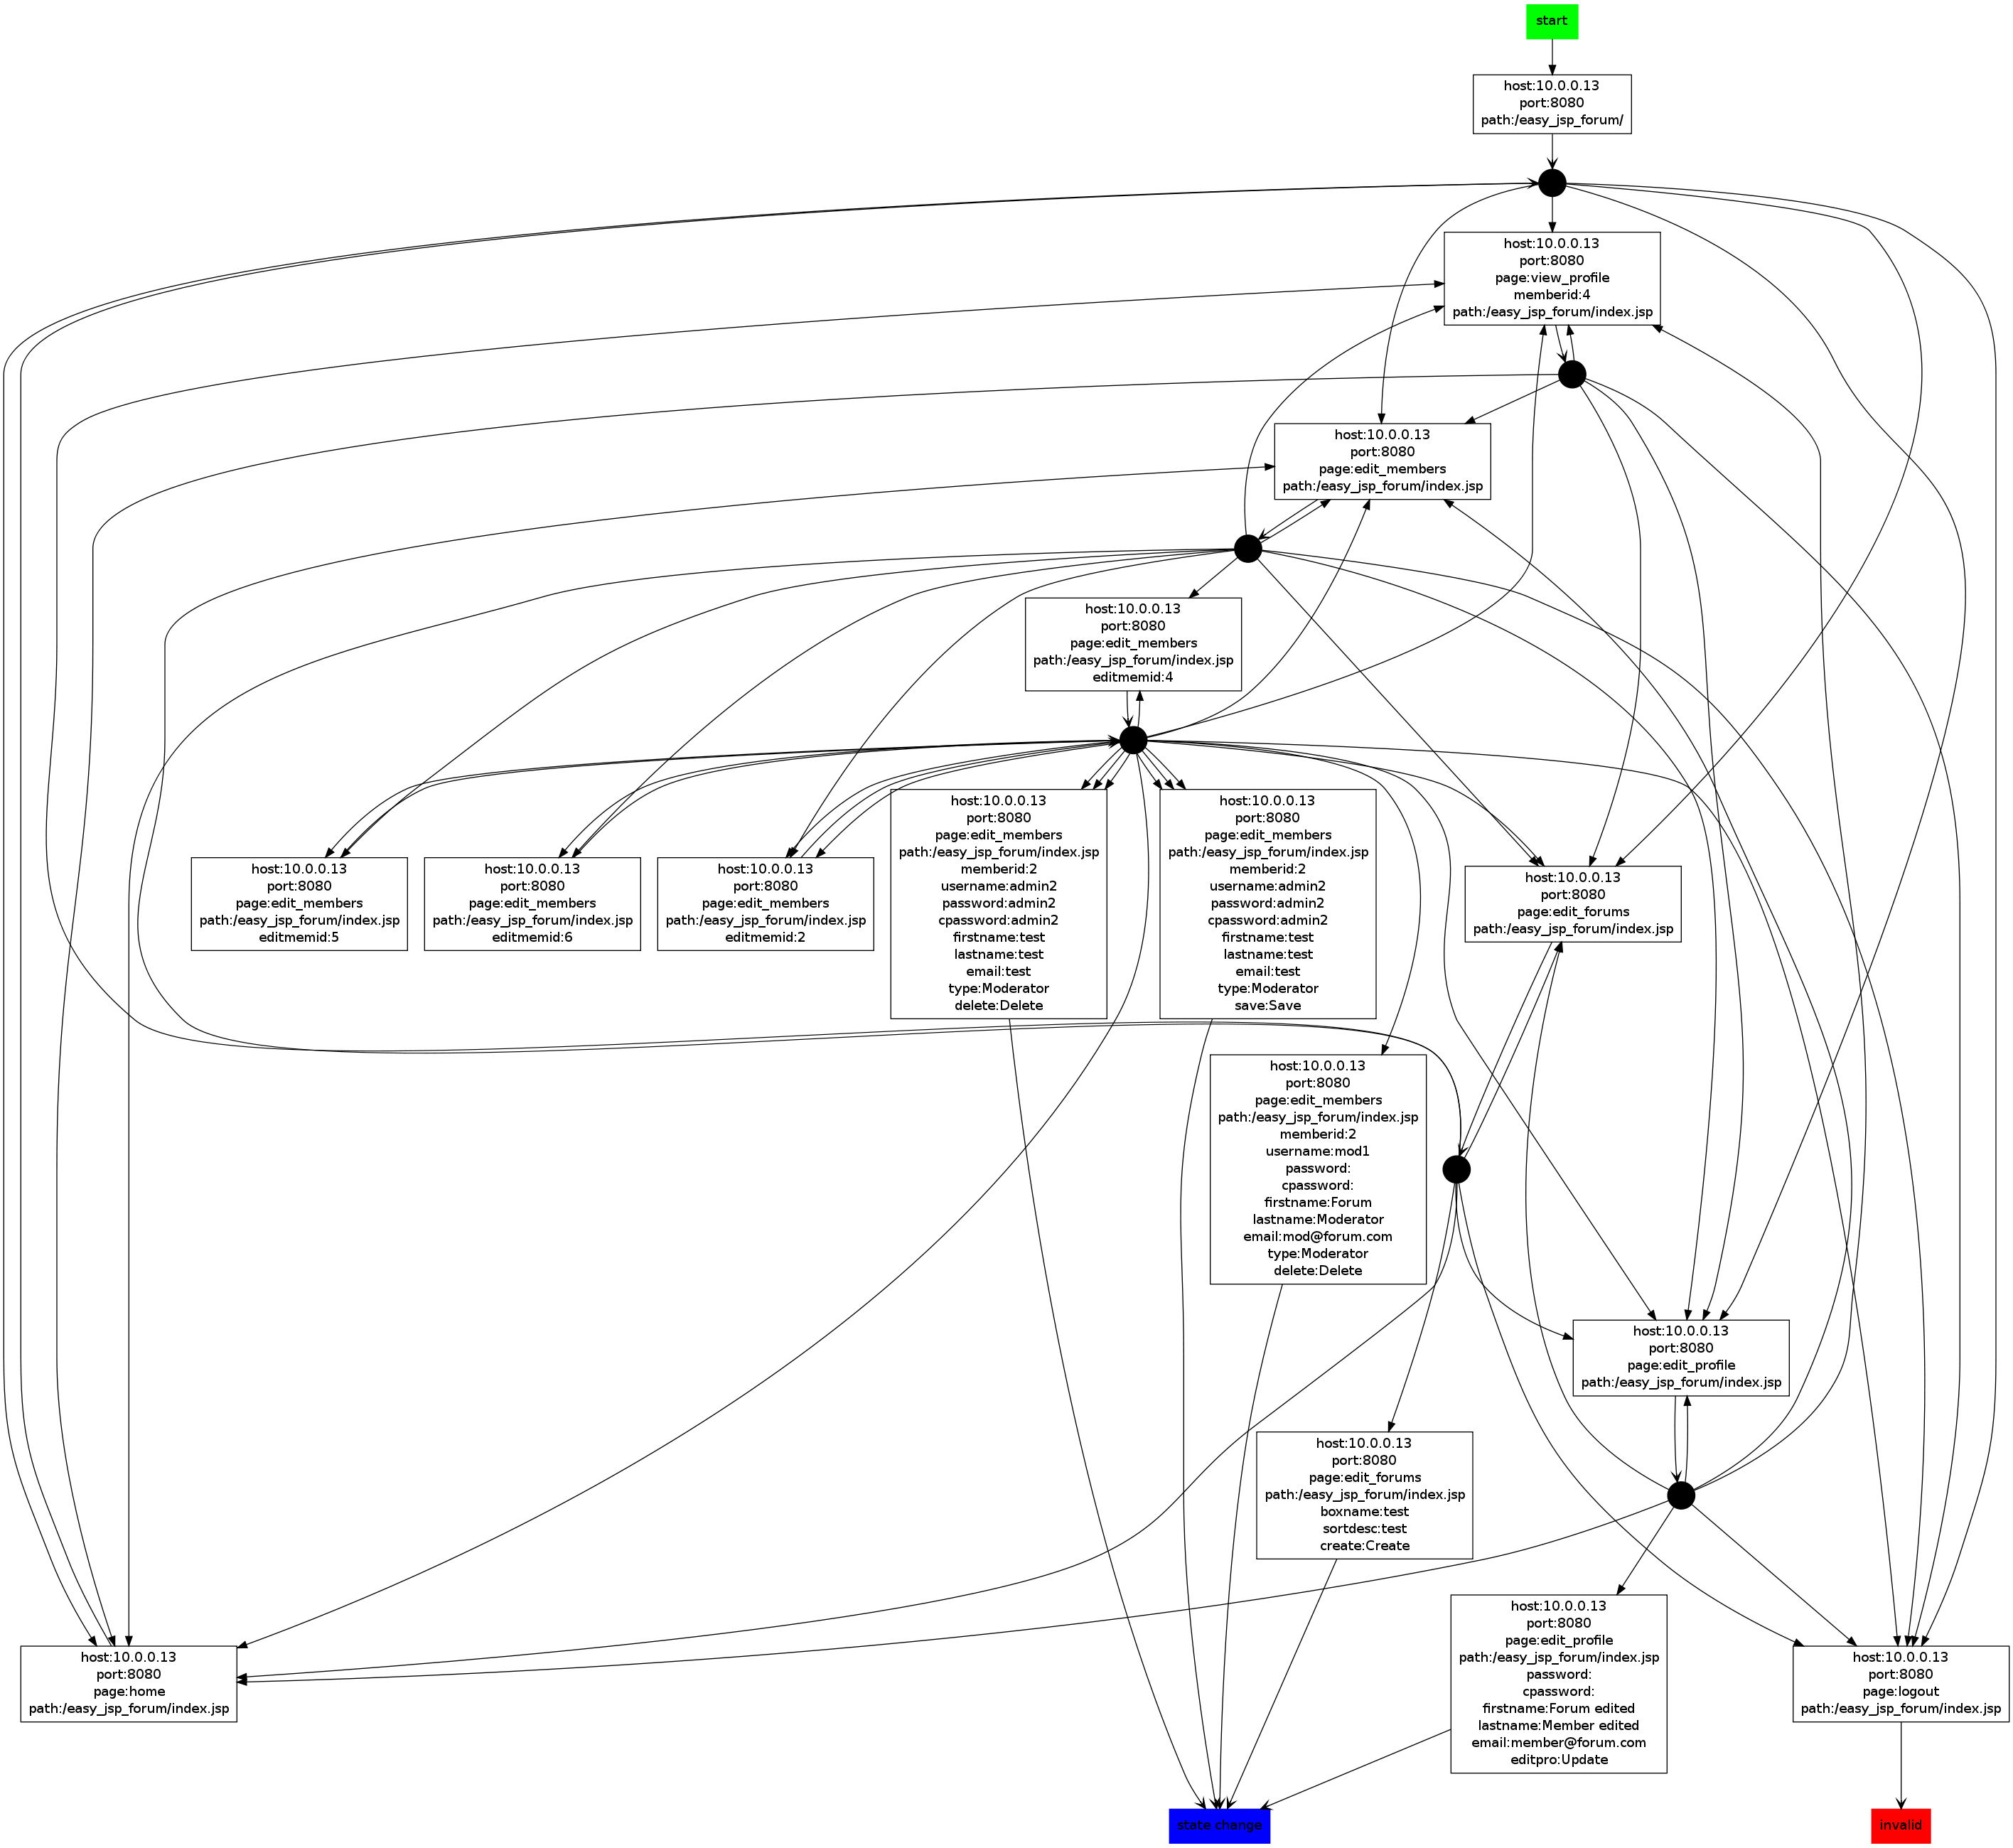 start
host:10.0.0.13
port:8080
path:/easy_jsp_forum/
host:10.0.0.13
port:8080
page:view_profile
memberid:4
path:/easy_jsp_forum/index.jsp
host:10.0.0.13
port:8080
page:edit_members
path:/easy_jsp_forum/index.jsp
host:10.0.0.13
port:8080
page:edit_members
path:/easy_jsp_forum/index.jsp
editmemid:4
host:10.0.0.13
port:8080
page:edit_members
path:/easy_jsp_forum/index.jsp
editmemid:5
host:10.0.0.13
port:8080
page:edit_members
path:/easy_jsp_forum/index.jsp
editmemid:6
host:10.0.0.13
port:8080
page:edit_members
path:/easy_jsp_forum/index.jsp
editmemid:2
host:10.0.0.13
port:8080
page:edit_members
path:/easy_jsp_forum/index.jsp
memberid:2
username:admin2
password:admin2
cpassword:admin2
firstname:test
lastname:test
email:test
type:Moderator
delete:Delete
host:10.0.0.13
port:8080
page:edit_members
path:/easy_jsp_forum/index.jsp
memberid:2
username:admin2
password:admin2
cpassword:admin2
firstname:test
lastname:test
email:test
type:Moderator
save:Save
host:10.0.0.13
port:8080
page:edit_forums
path:/easy_jsp_forum/index.jsp
host:10.0.0.13
port:8080
page:edit_members
path:/easy_jsp_forum/index.jsp
memberid:2
username:mod1
password:
cpassword:
firstname:Forum
lastname:Moderator
email:mod@forum.com
type:Moderator
delete:Delete
host:10.0.0.13
port:8080
page:edit_profile
path:/easy_jsp_forum/index.jsp
host:10.0.0.13
port:8080
page:edit_forums
path:/easy_jsp_forum/index.jsp
boxname:test
sortdesc:test
create:Create
host:10.0.0.13
port:8080
page:edit_profile
path:/easy_jsp_forum/index.jsp
password:
cpassword:
firstname:Forum edited
lastname:Member edited
email:member@forum.com
editpro:Update
host:10.0.0.13
port:8080
page:home
path:/easy_jsp_forum/index.jsp
host:10.0.0.13
port:8080
page:logout
path:/easy_jsp_forum/index.jsp
state change
invalid